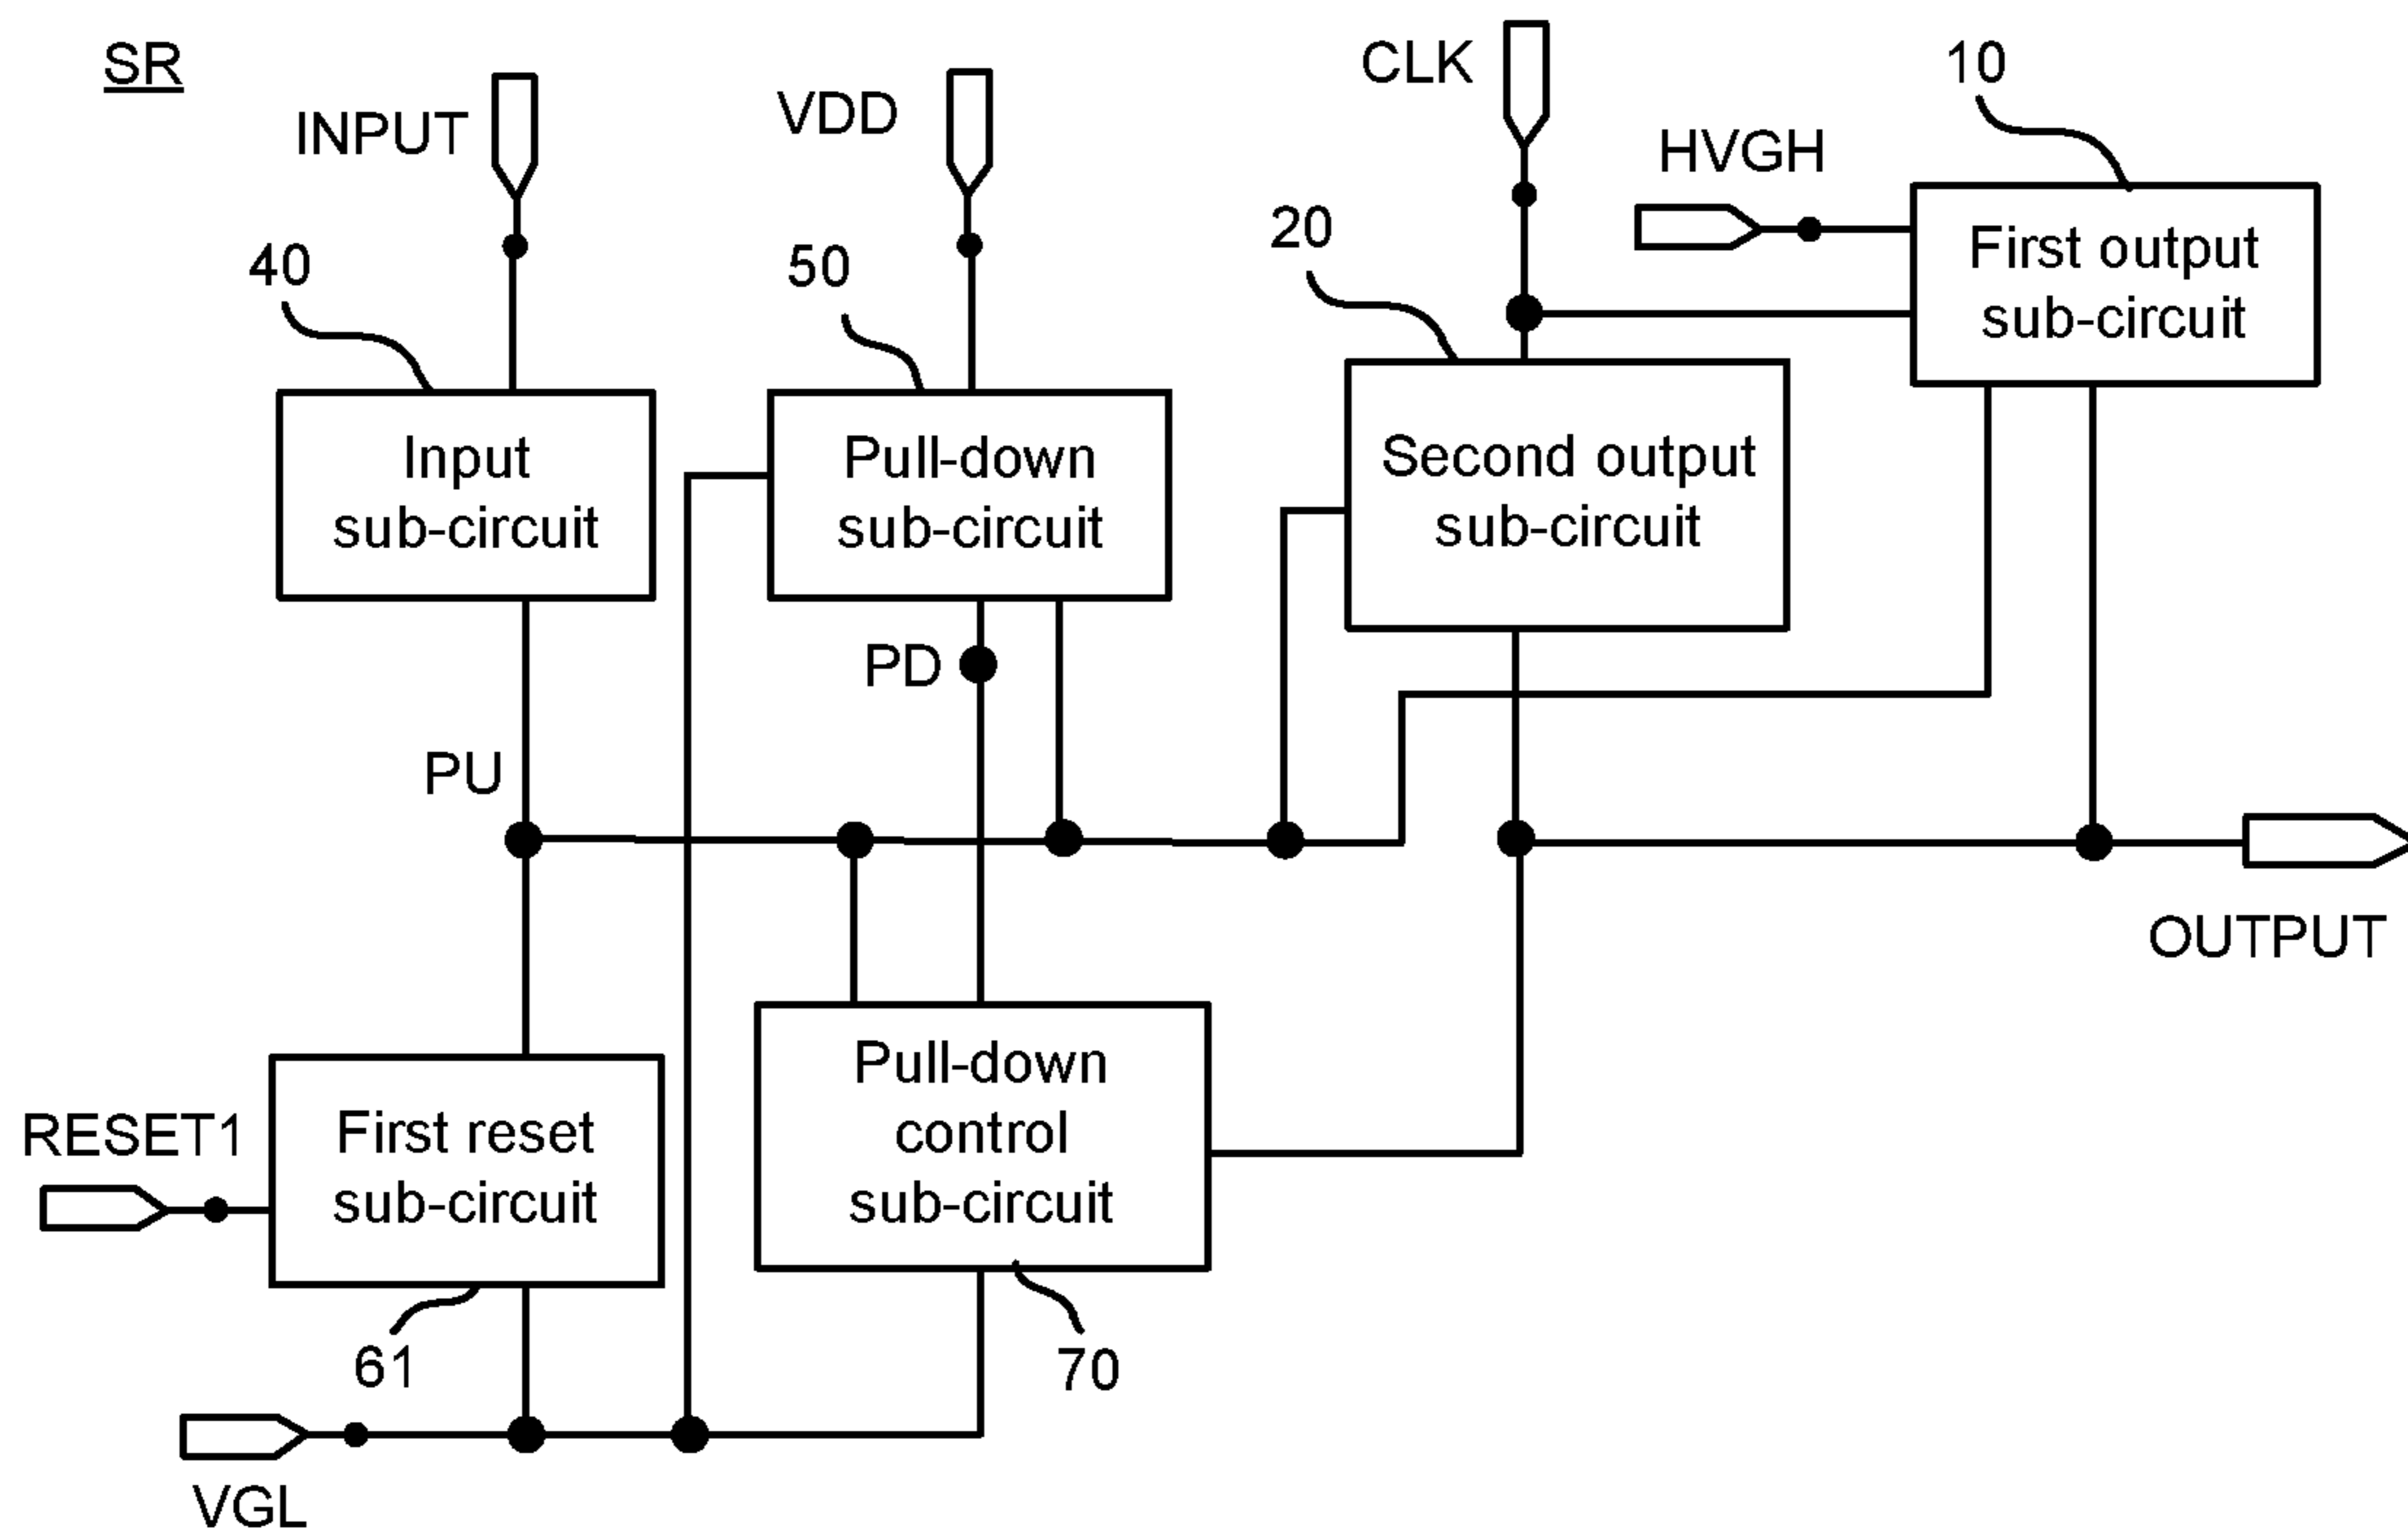 SR
INPUT
VDD
CLK
10
HVGH
40
50
20
First output
sub-circuit
Input
sub-circuit
Pull-down
sub-circuit
Second output
sub-circuit
PD
PU
OUTPUT
RESET1
First reset
sub-circuit
Pull-down
control
sub-circuit
61
70
VGL